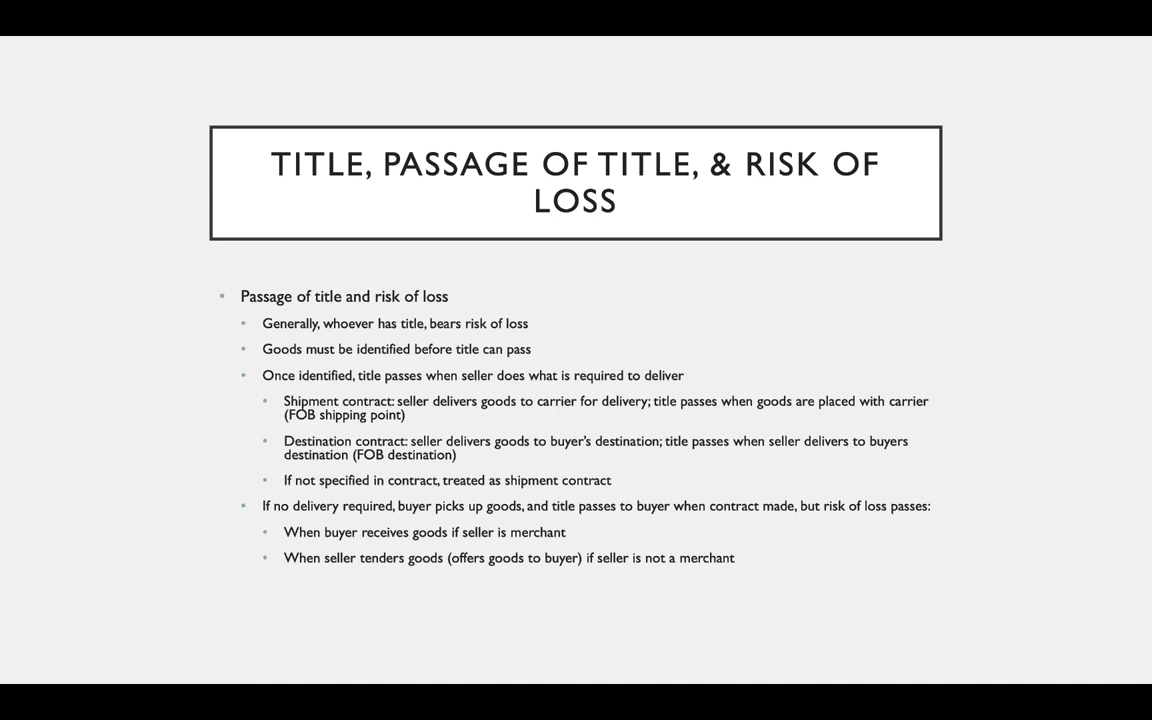 TITLE, PASSAGE OF TITLE, & RISK OF
LOSS
• Passage of title and risk of loss
• Generally, whoever has title, bears risk of loss
• Goods must be identified before title can pass
• Once identified, title passes when seller does what is required to deliver
• Shipment contract: seller delivers goods to carrier for delivery; title passes when goods are placed with carrier
(FOB shipping point)
• Destination contract: seller delivers goods to buyer's destination; title passes when seller delivers to buyers
destination (FOB destination)
• If not specified in contract, treated as shipment contract
• If no delivery required, buyer picks up goods, and title passes to buyer when contract made, but risk of loss passes:
• When buyer receives goods if seller is merchant
• When seller tenders goods (offers goods to buyer) if seller is not a merchant